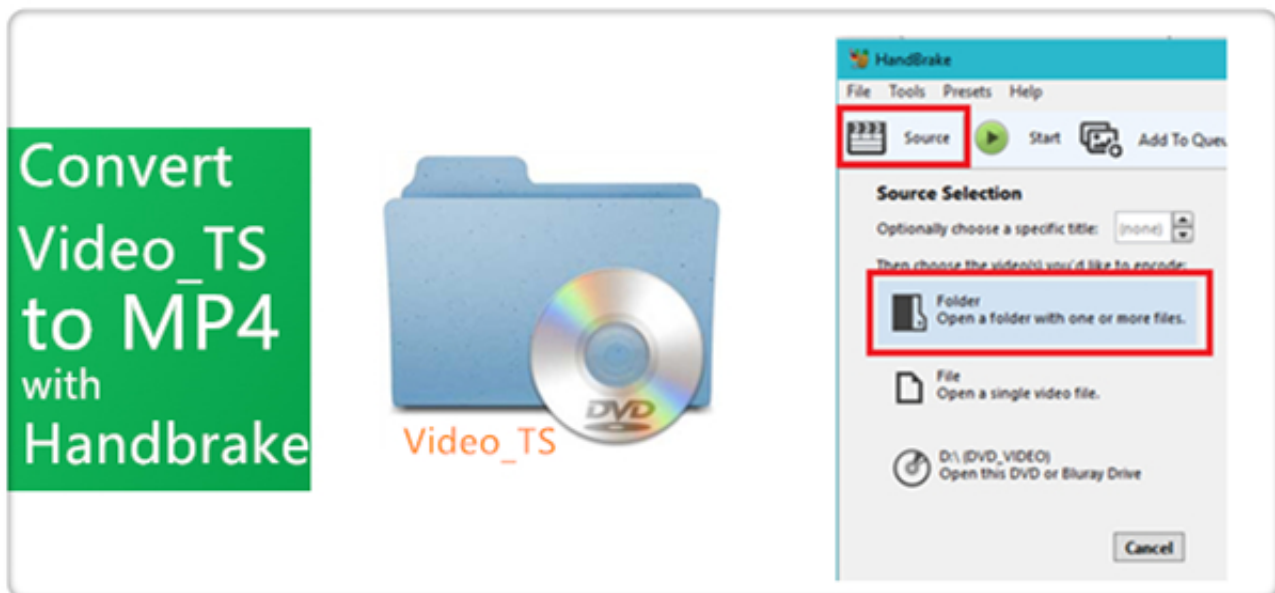 Convert
Video_TS
to MP4
with
Handbrake
DVD
Video_TS
HandBrake
File Tools Presets Help
Source Start Add To Queu
Source Selection
Optionally choose a specific title: (none)
Then choose the video(s) you'd like to encode:
Folder
Open a folder with one or more files.
File
Open a single video file.
D:\ (DVD_VIDEO)
Open this DVD or Bluray Drive
Cancel